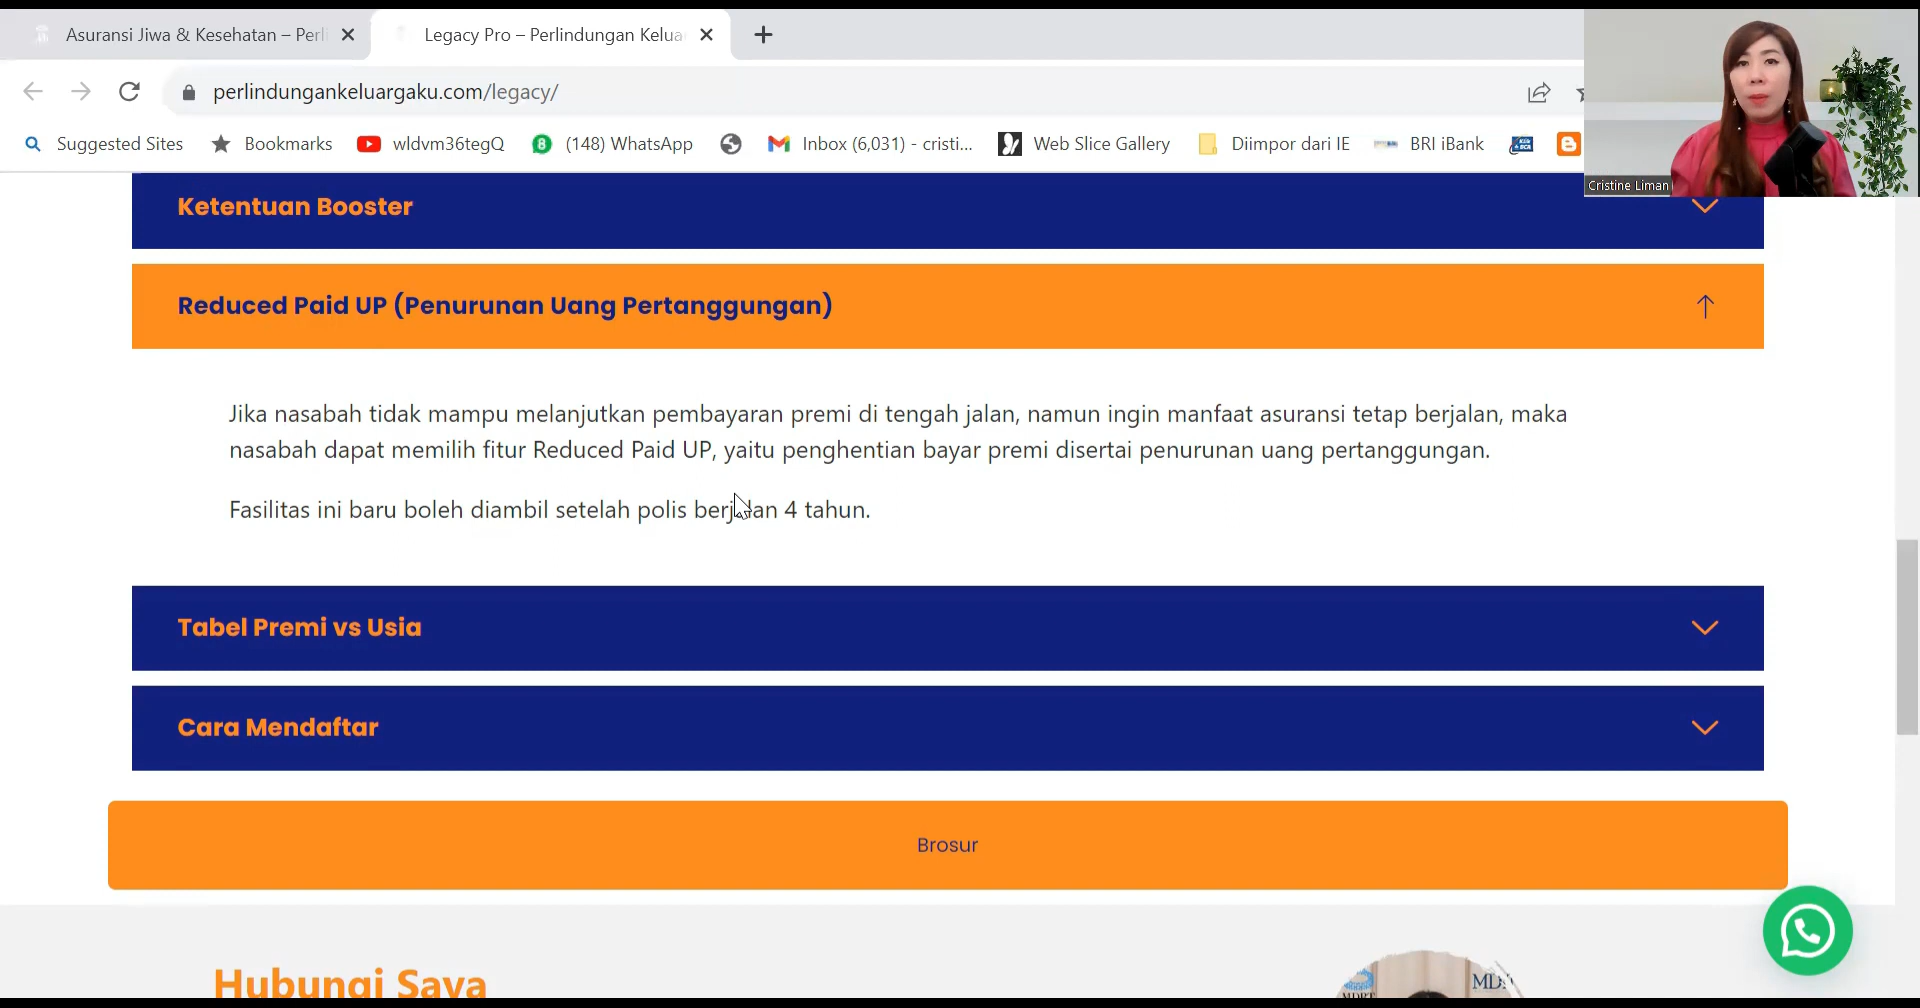 Asuransi Jiwa & Kesehatan – Perli
Legacy Pro – Perlindungan Kelua
perlindungankeluargaku.com/legacy/
Suggested Sites
Bookmarks
wldvm36tegQ
8
(148) WhatsApp
Inbox (6,031) - cristi...
Web Slice Gallery
Diimpor dari IE
BRI iBank
Cristine Liman
Ketentuan Booster
Reduced Paid UP (Penurunan Uang Pertanggungan)
Jika nasabah tidak mampu melanjutkan pembayaran premi di tengah jalan, namun ingin manfaat asuransi tetap berjalan, maka
nasabah dapat memilih fitur Reduced Paid UP, yaitu penghentian bayar premi disertai penurunan uang pertanggungan.
Fasilitas ini baru boleh diambil setelah polis berjalan 4 tahun.
Tabel Premi vs Usia
Cara Mendaftar
Brosur
Hubungi Saya
MDRT